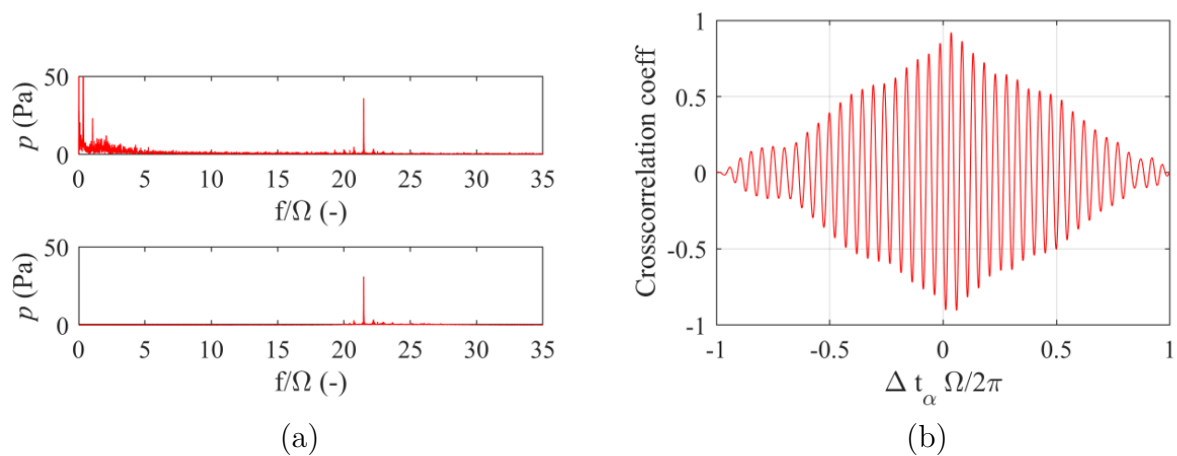 50
p (Pa)
0
0 5 10 15 20 25 30 35
f/Ω (-)
50
p (Pa)
0
0 5 10 15 20 25 30 35
f/Ω (-)
(a)
1
0.5
0
-0.5
-1
Crosscorrelation coeff
-1 -0.5 0 0.5 1
Δ t_α Ω/2π
(b)